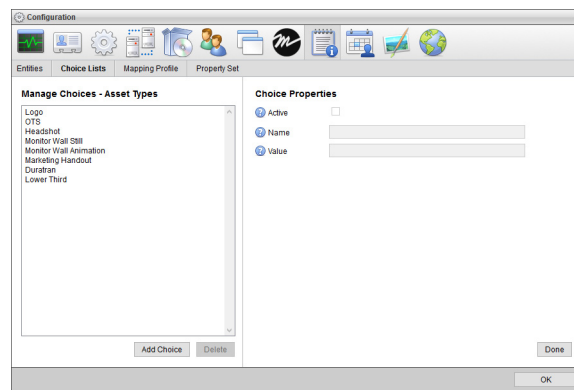 Configuration
Entities Choice Lists Mapping Profile Property Set
Manage Choices - Asset Types
Logo
OTS
Headshot
Monitor Wall Still
Monitor Wall Animation
Marketing Handout
Duratran
Lower Third
Add Choice Delete
Choice Properties
? Active
? Name
? Value
Done
OK